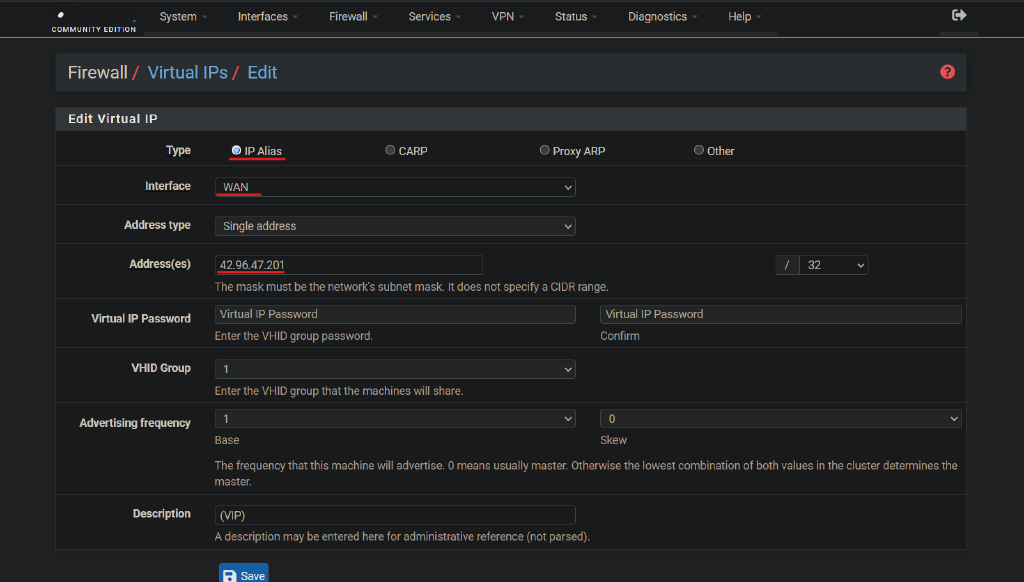 COMMUNITY EDITION
System Interfaces Firewall Services VPN Status Diagnostics Help
Firewall / Virtual IPs / Edit
Edit Virtual IP
Type IP Alias CARP Proxy ARP Other
Interface WAN
Address type Single address
Address(es) 42.96.47.201 / 32
The mask must be the network's subnet mask. It does not specify a CIDR range.
Virtual IP Password Virtual IP Password Virtual IP Password
Enter the VHID group password. Confirm
VHID Group 1
Enter the VHID group that the machines will share.
Advertising frequency 1 0
Base Skew
The frequency that this machine will advertise. 0 means usually master. Otherwise the lowest combination of both values in the cluster determines the
master.
Description (VIP)
A description may be entered here for administrative reference (not parsed).
Save